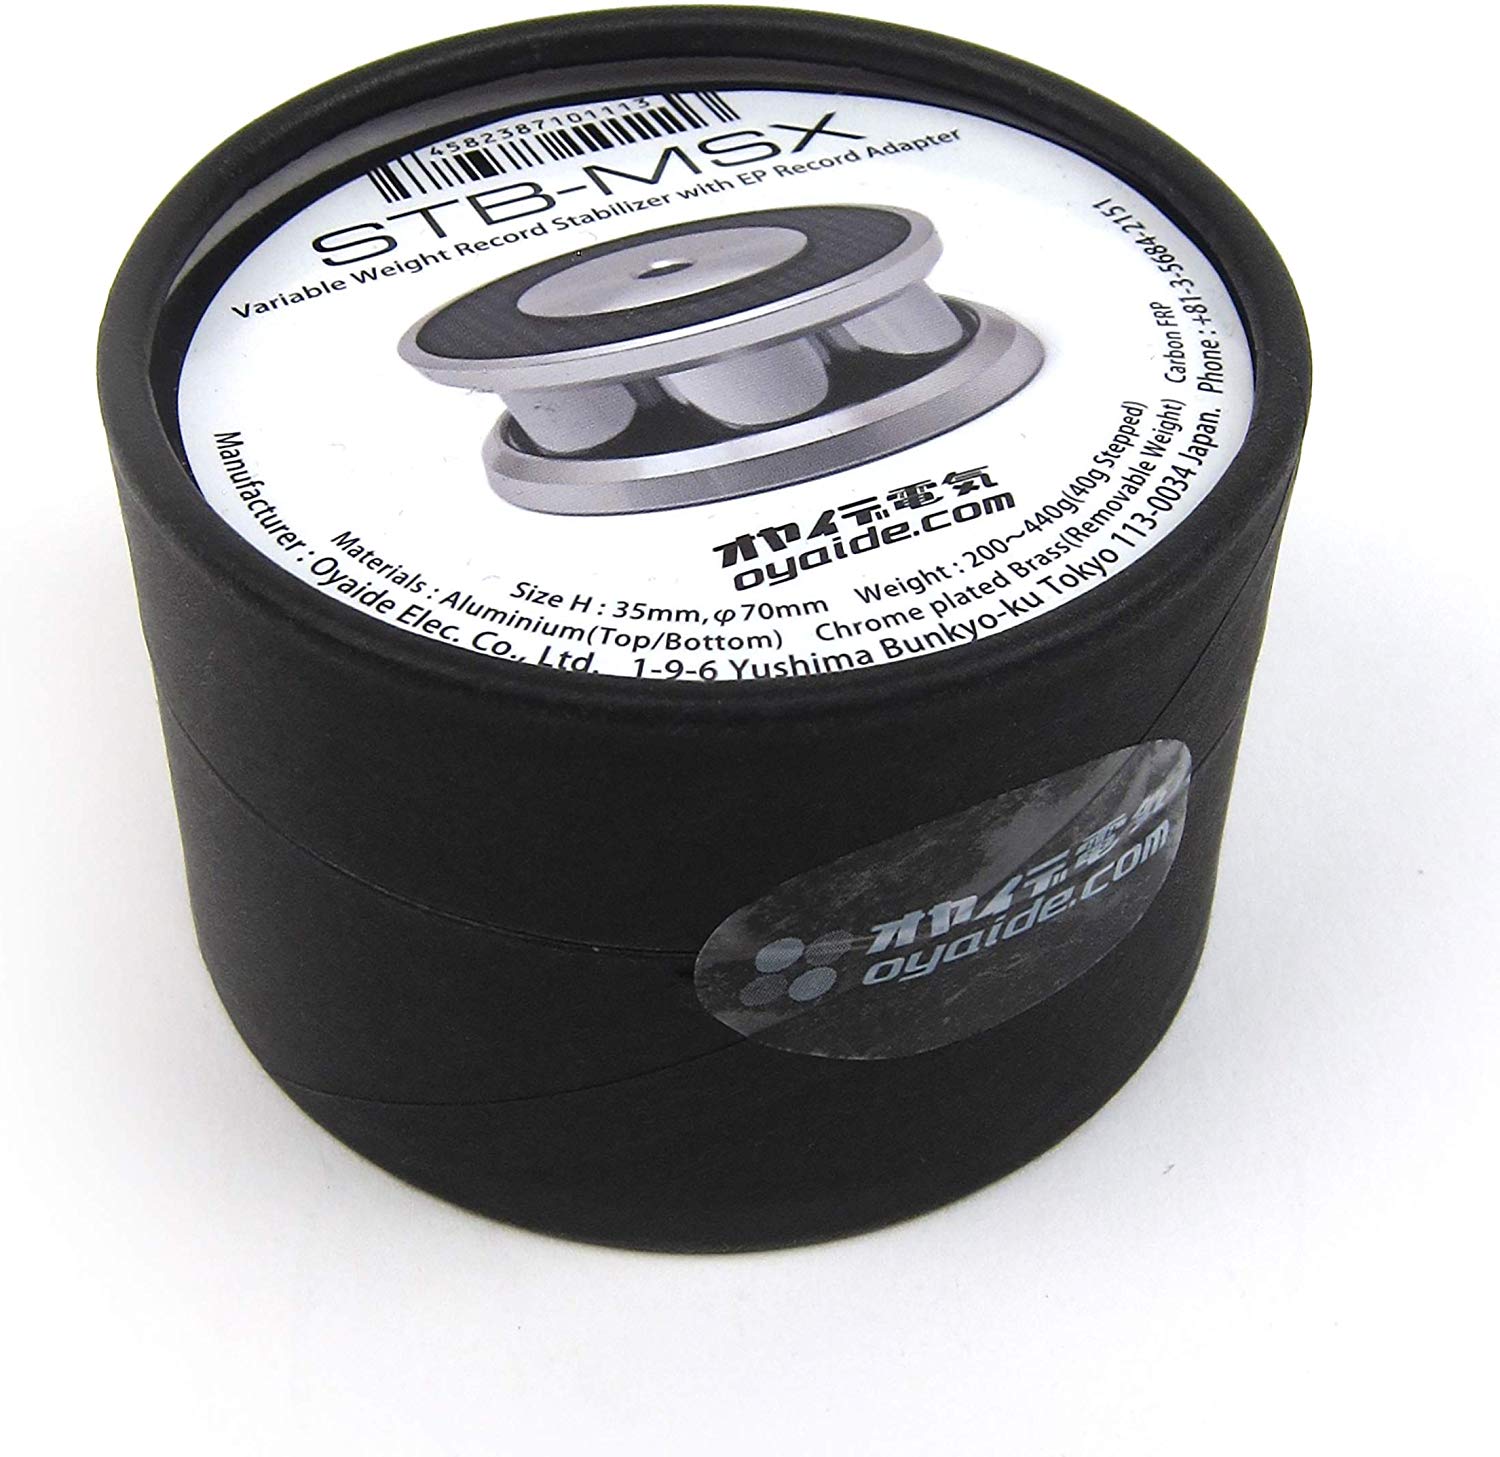 4582387101113
STB-MSX
Variable Weight Record Stabilizer with EP Record Adapter
オヤイデ電気
oyaide.com
Size H : 35mm, φ70mm Weight : 200〜440g(40g Stepped)
Materials : Aluminium(Top/Bottom) Chrome plated Brass(Removable Weight) Carbon FRP
Manufacturer : Oyaide Elec. Co., Ltd. 1-9-6 Yushima Bunkyo-ku Tokyo 113-0034 Japan. Phone : +81-3-5684-2151
オヤイデ電気
oyaide.com